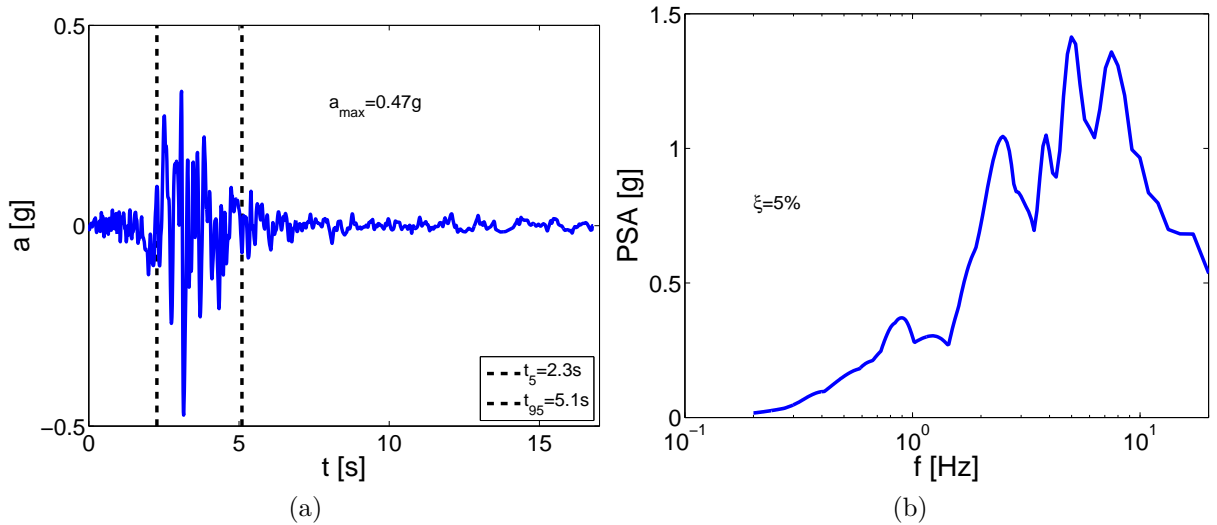 0.5
0
-0.5
a [g]
a_max=0.47g
t_5=2.3s
t_95=5.1s
0 5 10 15
t [s]
(a)
1.5
1
0.5
0
PSA [g]
ξ=5%
10^−1 10^0 10^1
f [Hz]
(b)